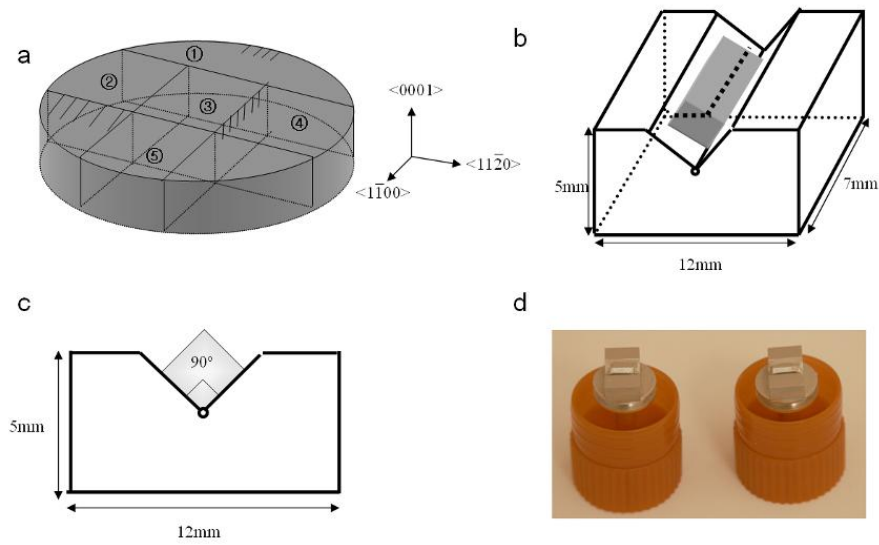 a
①
②
③
④
⑤
<0001>
<112̅0>
<11̅00>
b
5mm
12mm
7mm
c
90°
5mm
12mm
d